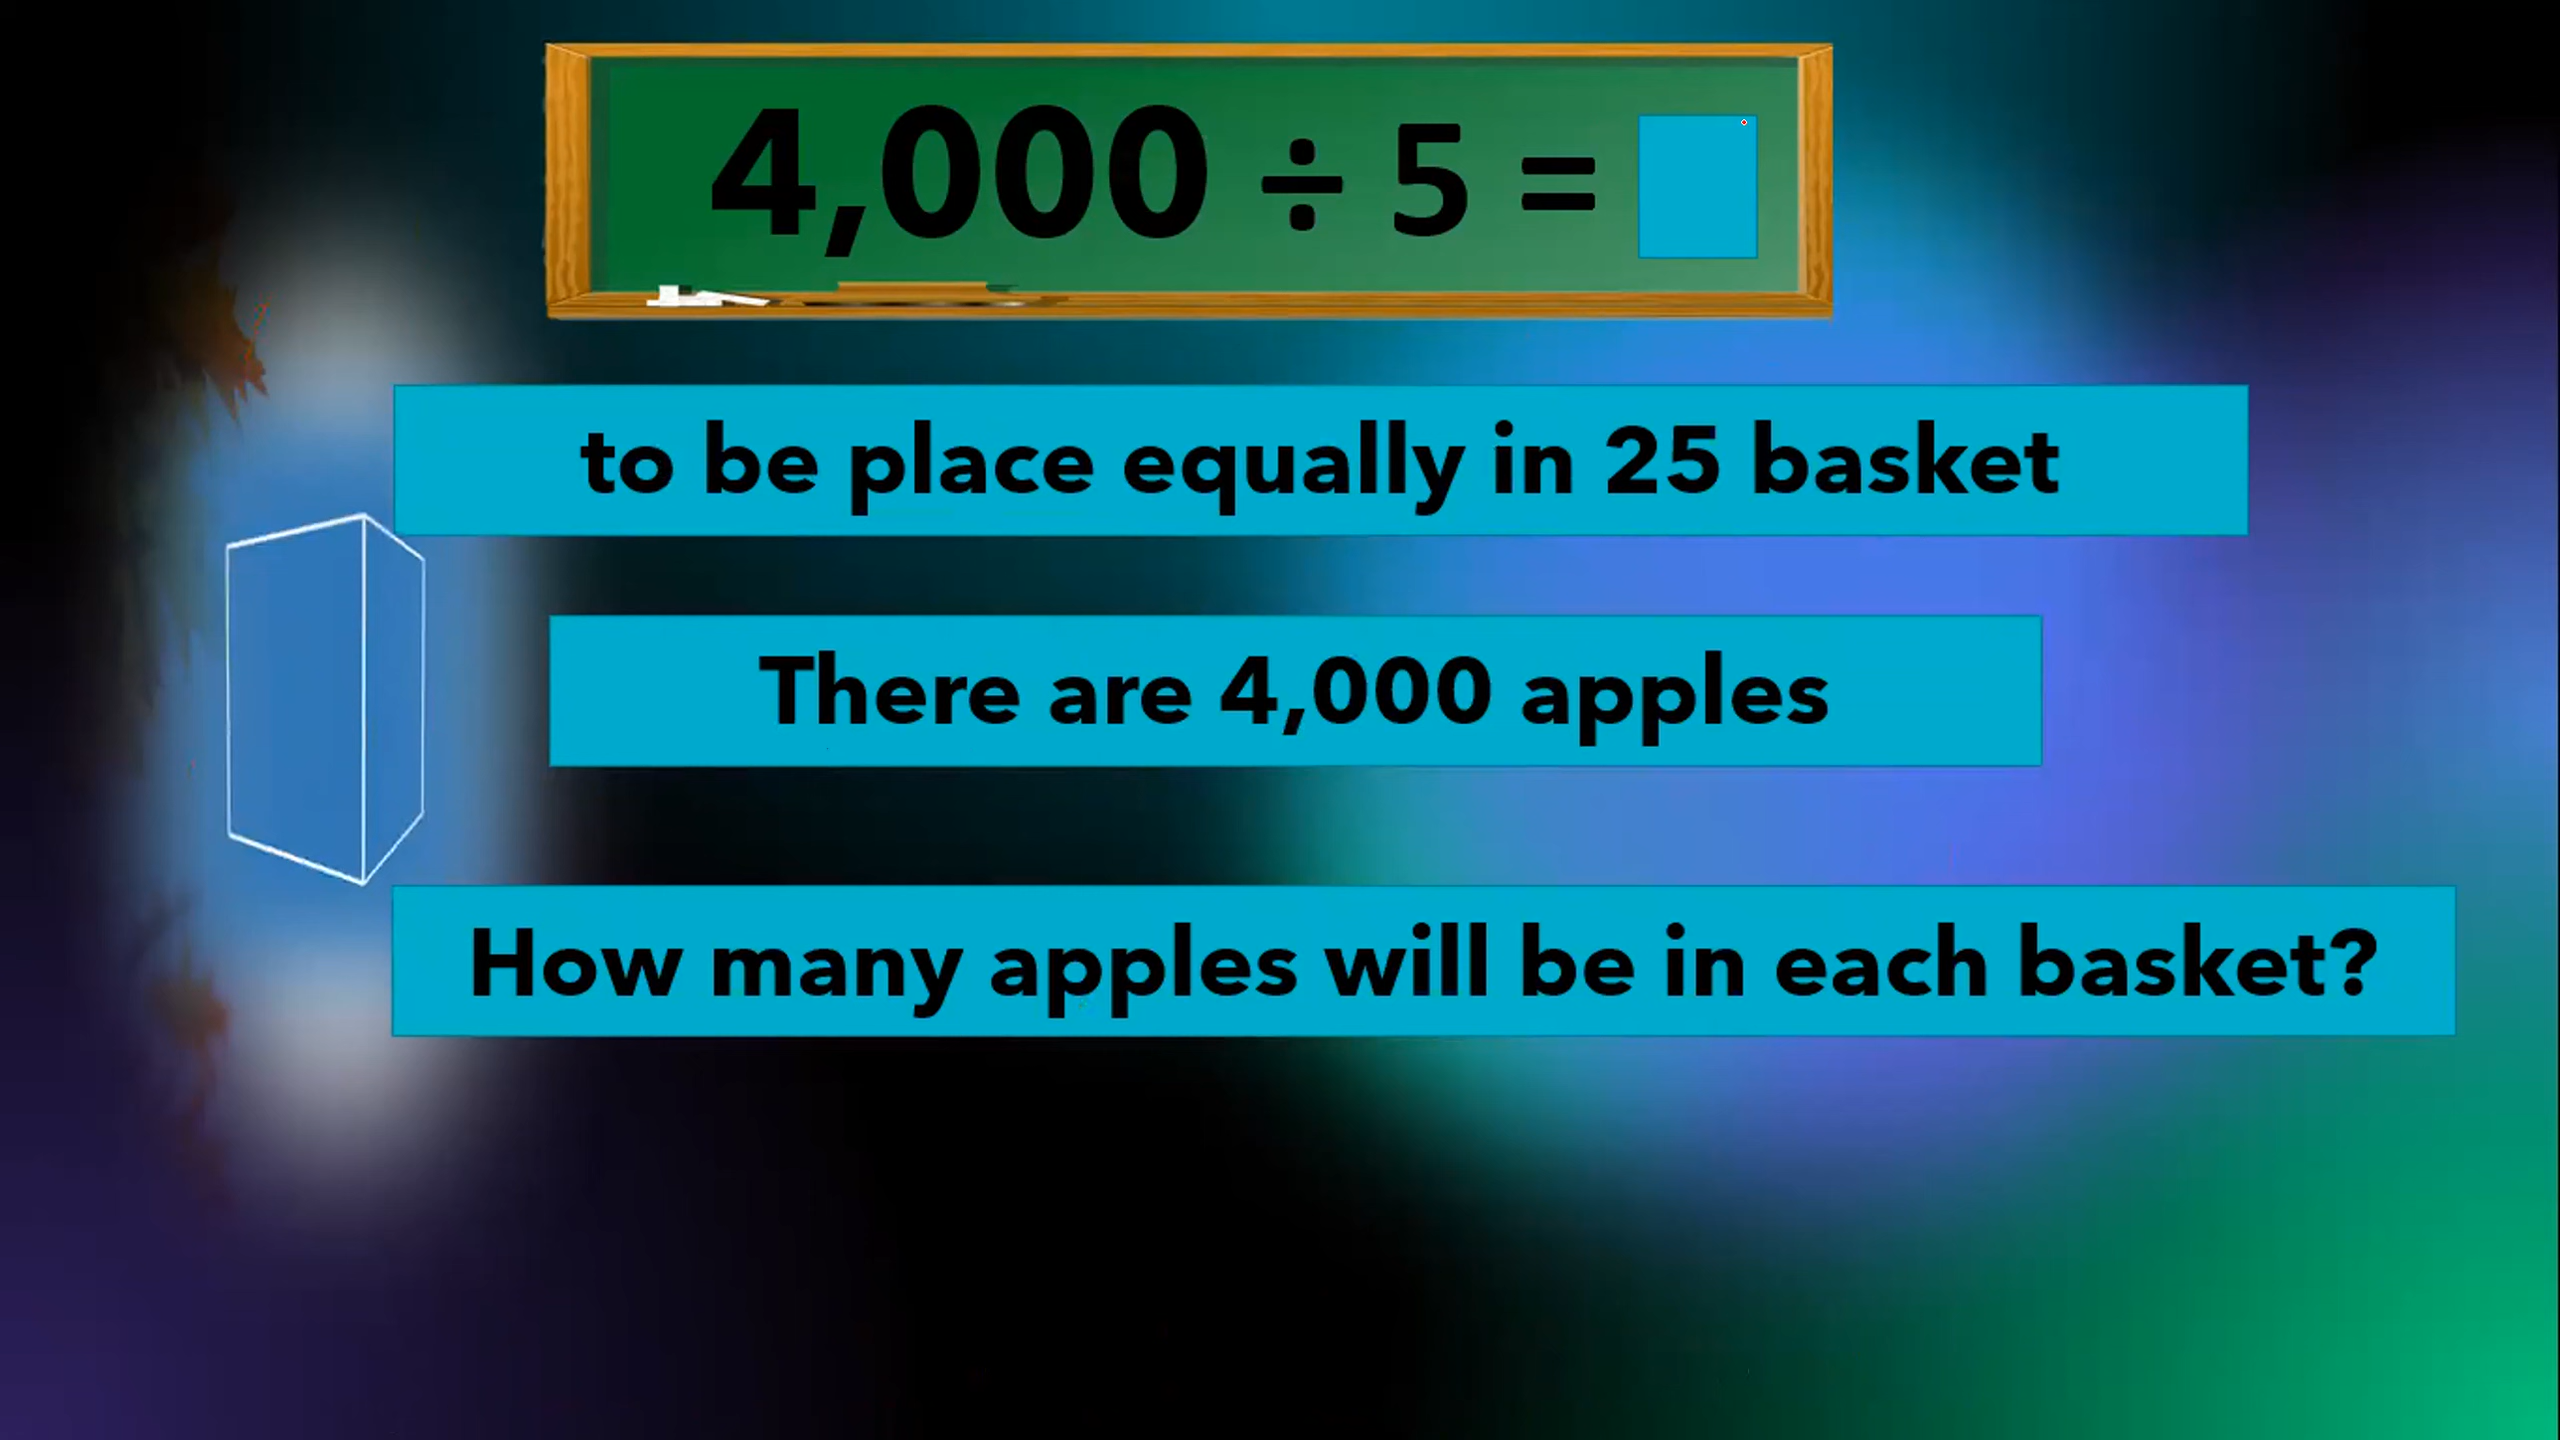 4,000 ÷ 5 =
to be place equally in 25 basket
There are 4,000 apples
How many apples will be in each basket?